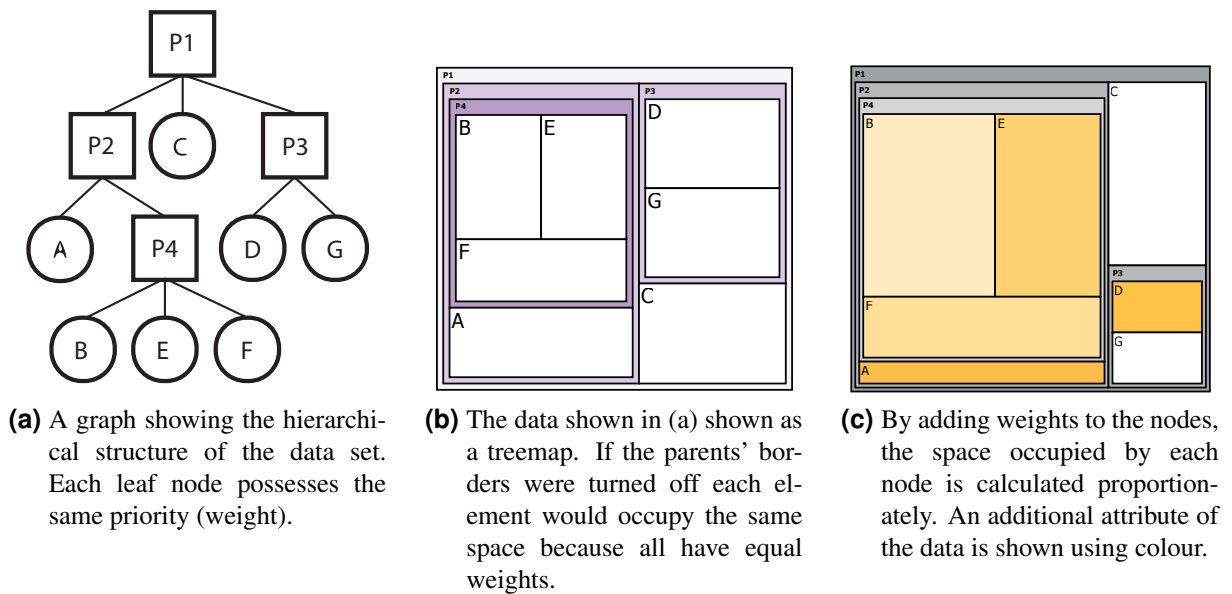 P1
P2
C
P3
A
P4
D
G
B
E
F
P1
P2
P3
P4
B
E
D
G
F
C
A
P1
P2
C
P4
B
E
P3
D
F
G
A
(a) A graph showing the hierarchi-
cal structure of the data set.
Each leaf node possesses the
same priority (weight).
(b) The data shown in (a) shown as
a treemap. If the parents’ bor-
ders were turned off each el-
ement would occupy the same
space because all have equal
weights.
(c) By adding weights to the nodes,
the space occupied by each
node is calculated proportion-
ately. An additional attribute of
the data is shown using colour.